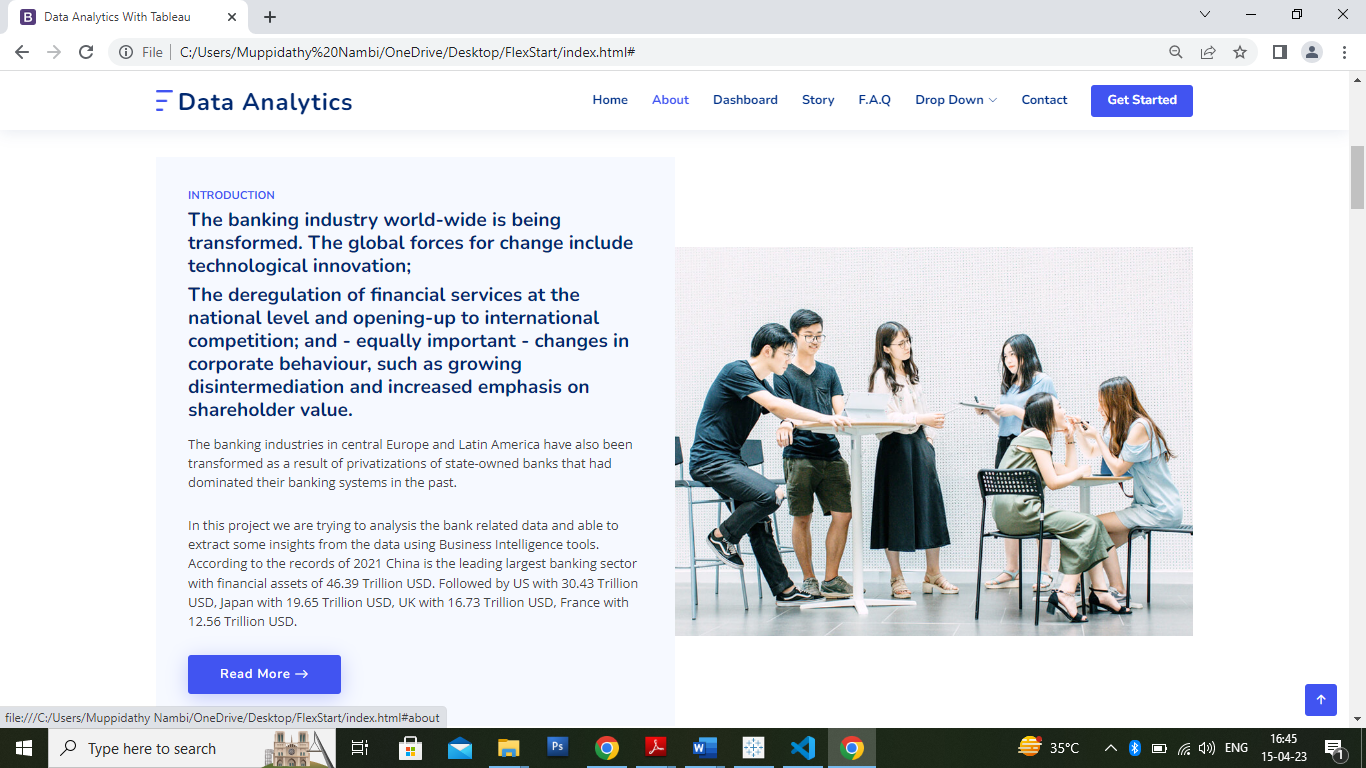 Data Analytics With Tableau
File
C:/Users/Muppidathy%20Nambi/OneDrive/Desktop/FlexStart/index.html#
Data Analytics
Home About Dashboard Story F.A.Q Drop Down Contact Get Started
INTRODUCTION
The banking industry world-wide is being
transformed. The global forces for change include
technological innovation;
The deregulation of financial services at the
national level and opening-up to international
competition; and - equally important - changes in
corporate behaviour, such as growing
disintermediation and increased emphasis on
shareholder value.
The banking industries in central Europe and Latin America have also been
transformed as a result of privatizations of state-owned banks that had
dominated their banking systems in the past.
In this project we are trying to analysis the bank related data and able to
extract some insights from the data using Business Intelligence tools.
According to the records of 2021 China is the leading largest banking sector
with financial assets of 46.39 Trillion USD. Followed by US with 30.43 Trillion
USD, Japan with 19.65 Trillion USD, UK with 16.73 Trillion USD, France with
12.56 Trillion USD.
Read More →
file:///C:/Users/Muppidathy Nambi/OneDrive/Desktop/FlexStart/index.html#about
Type here to search
Ps
35°C
ENG
16:45
15-04-23
1